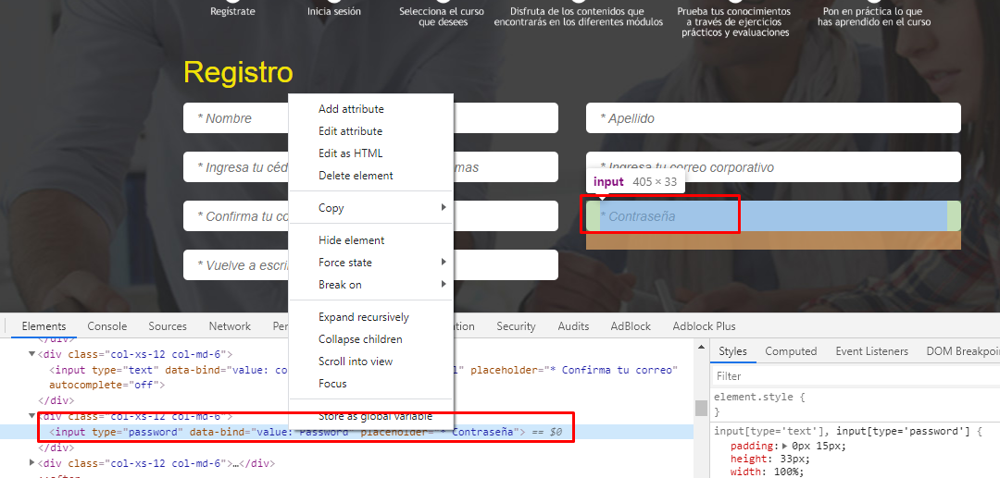 Regístrate
Inicia sesión
Selecciona el curso
que desees
Disfruta de los contenidos que
encontrarás en los diferentes módulos
Prueba tus conocimientos
a través de ejercicios
prácticos y evaluaciones
Pon en práctica lo que
has aprendido en el curso
Registro
* Nombre
* Apellido
* Ingresa tu céd
mas
* Ingresa tu correo corporativo
input 405 × 33
* Confirma tu co
* Contraseña
* Vuelve a escri
Add attribute
Edit attribute
Edit as HTML
Delete element
Copy
Hide element
Force state
Break on
Expand recursively
Collapse children
Scroll into view
Focus
Store as global variable
Elements Console Sources Network Per ation Security Audits AdBlock Adblock Plus
</div>
<div class="col-xs-12 col-md-6">
<input type="text" data-bind="value: co l" placeholder="* Confirma tu correo"
autocomplete="off">
</div>
<div class="col-xs-12 col-md-6">
<input type="password" data-bind="value: Password" placeholder="* Contraseña"> == $0
</div>
<div class="col-xs-12 col-md-6">…</div>
::after
Styles Computed Event Listeners DOM Breakpoin
Filter
element.style {
}
input[type='text'], input[type='password'] {
padding: 0px 15px;
height: 33px;
width: 100%;